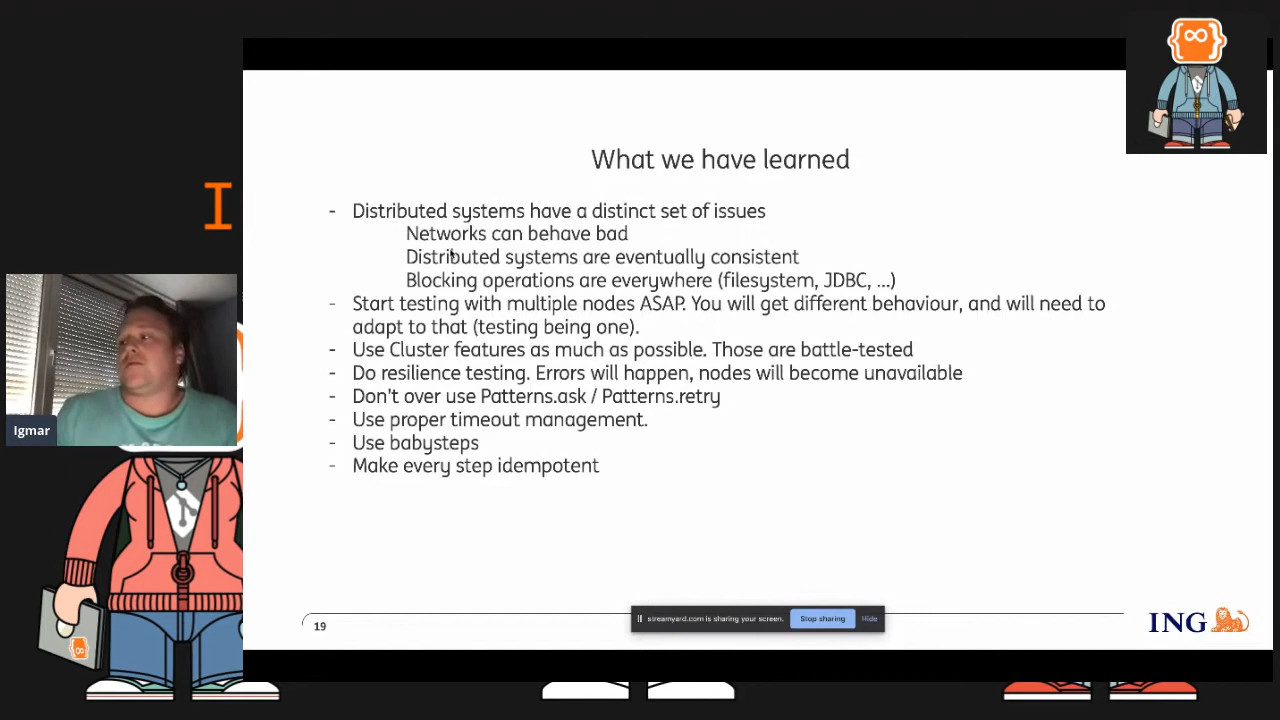 What we have learned
- Distributed systems have a distinct set of issues
Networks can behave bad
Distributed systems are eventually consistent
Blocking operations are everywhere (filesystem, JDBC, ...)
- Start testing with multiple nodes ASAP. You will get different behaviour, and will need to
adapt to that (testing being one).
- Use Cluster features as much as possible. Those are battle-tested
- Do resilience testing. Errors will happen, nodes will become unavailable
- Don't over use Patterns.ask / Patterns.retry
- Use proper timeout management.
- Use babysteps
- Make every step idempotent
I
Igmar
19
streamyard.com is sharing your screen.
Stop sharing
Hide
ING